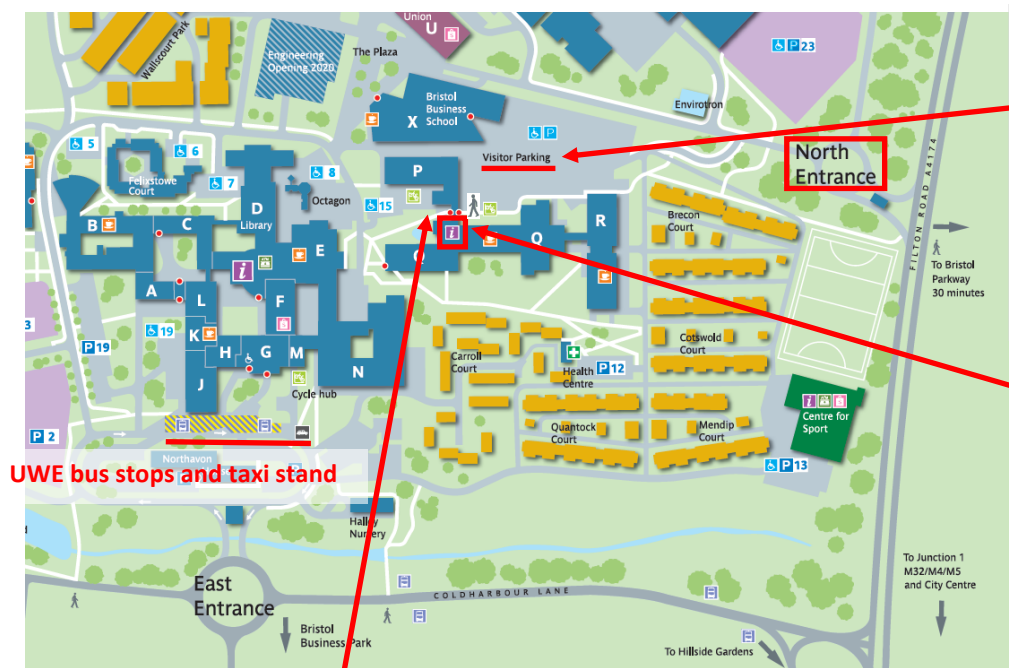 Union
U
P 23
Wallscourt Park
Engineering
Opening 2020
The Plaza
Bristol
Business
School
X
Envirotron
P
Visitor Parking
North
Entrance
5
6
7
8
15
Felixstowe
Court
Octagon
P
B
C
D
Library
E
i
Q
Q
R
Brecon
Court
FILTON ROAD A4174
To Bristol
Parkway
30 minutes
A
L
i
F
19
K
H
G
M
J
N
Cycle hub
3
P 19
P 2
Carroll
Court
Health
Centre
P 12
Cotswold
Court
Quantock
Court
Mendip
Court
i
Centre for
Sport
P 13
Northavon
UWE bus stops and taxi stand
Halley
Nursery
East
Entrance
Bristol
Business Park
COLDHARBOUR LANE
To Junction 1
M32/M4/M5
and City Centre
To Hillside Gardens